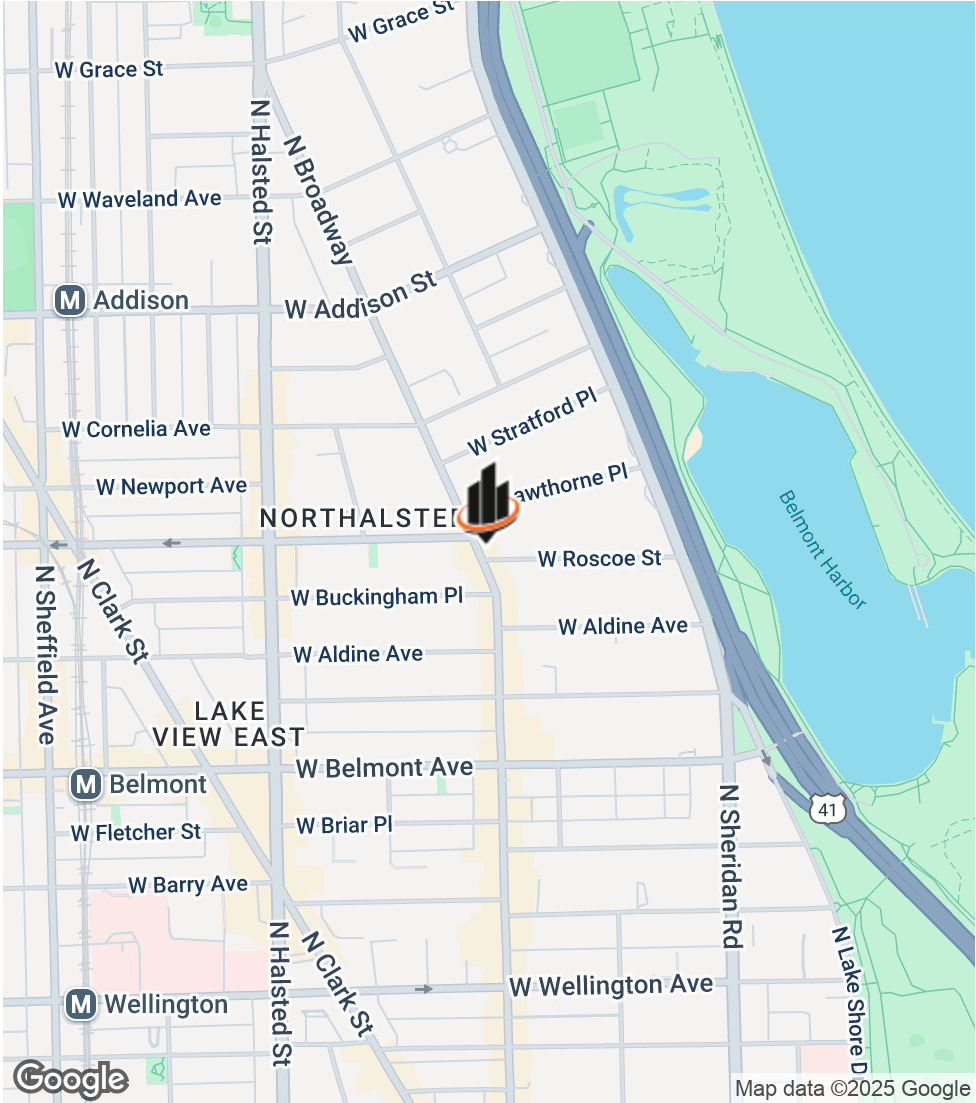 W Grace St
W Grace St
N Halsted St
N Broadway
W Waveland Ave
W Addison St
Addison
W Stratford Pl
W Cornelia Ave
awthorne Pl
W Newport Ave
NORTHALSTE
Belmont Harbor
W Roscoe St
N Sheffield Ave
N Clark St
W Buckingham Pl
W Aldine Ave
W Aldine Ave
LAKE
VIEW EAST
W Belmont Ave
M Belmont
41
N Sheridan Rd
W Fletcher St
W Briar Pl
W Barry Ave
N Halsted St
N Clark St
N Lake Shore D
W Wellington Ave
M Wellington
Google
Map data ©2025 Google